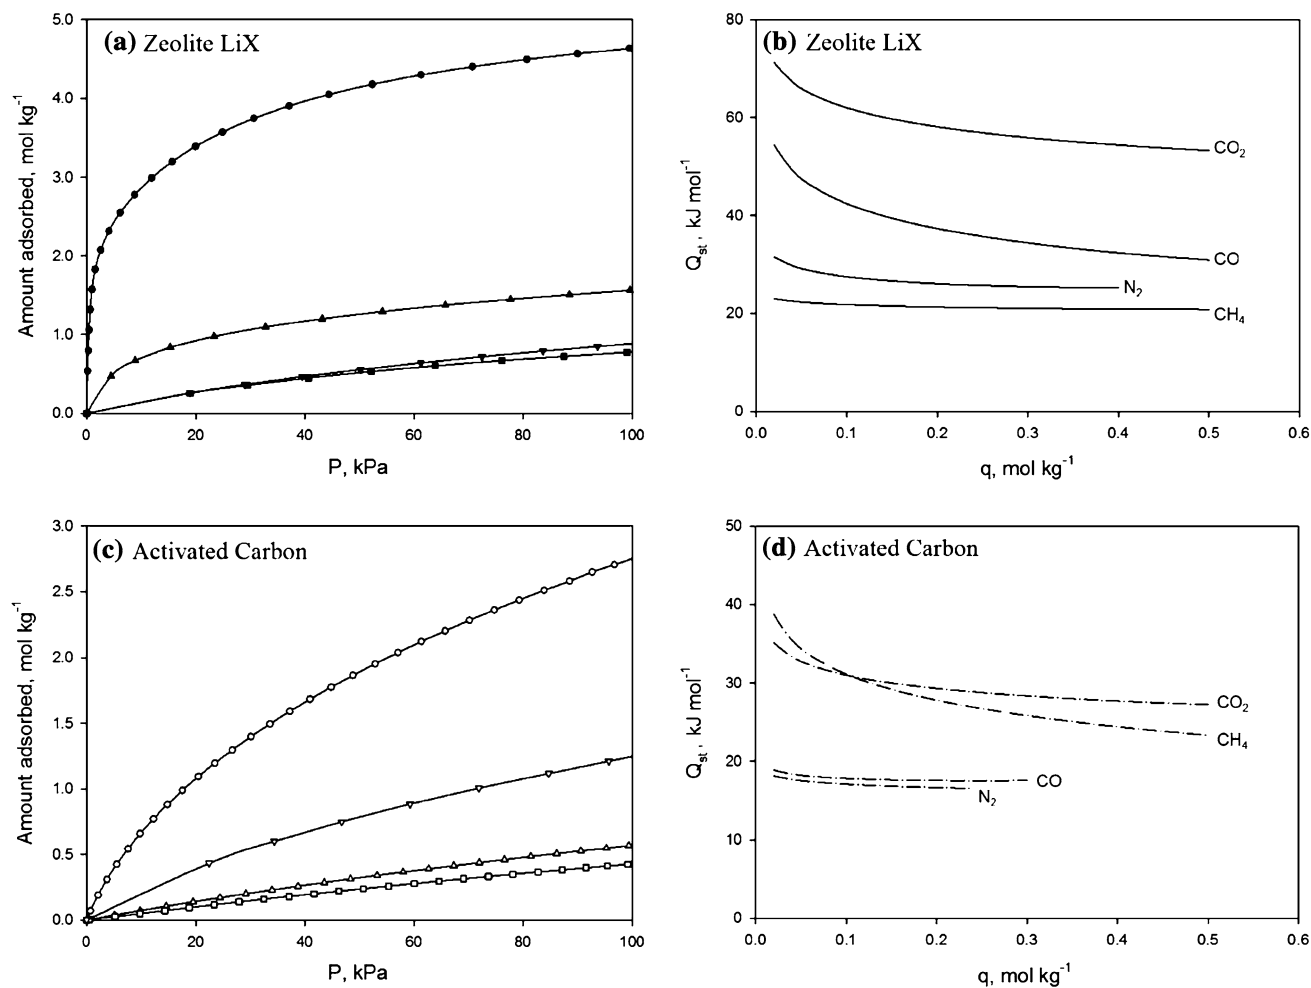 (a) Zeolite LiX
5.0
4.0
3.0
2.0
1.0
0.0
Amount adsorbed, mol kg⁻¹
0 20 40 60 80 100
P, kPa
(b) Zeolite LiX
80
60
40
20
0
Qst , kJ mol⁻¹
CO₂
CO
N₂
CH₄
0.0 0.1 0.2 0.3 0.4 0.5 0.6
q, mol kg⁻¹
(c) Activated Carbon
3.0
2.5
2.0
1.5
1.0
0.5
0.0
Amount adsorbed, mol kg⁻¹
0 20 40 60 80 100
P, kPa
(d) Activated Carbon
50
40
30
20
10
0
Qst , kJ mol⁻¹
CO₂
CH₄
CO
N₂
0.0 0.1 0.2 0.3 0.4 0.5 0.6
q, mol kg⁻¹